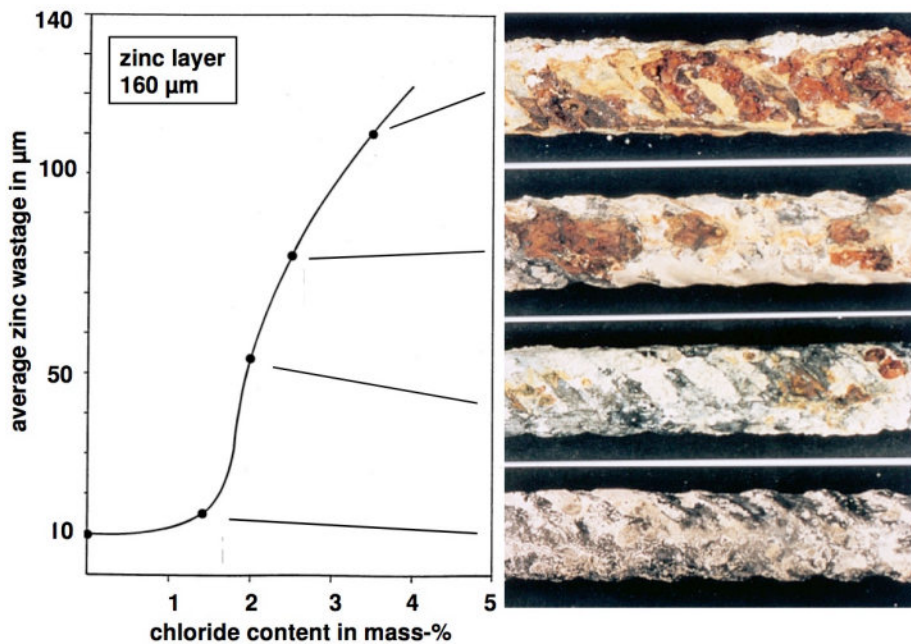 140
zinc layer
160 µm
100
50
10
average zinc wastage in µm
1 2 3 4 5
chloride content in mass-%